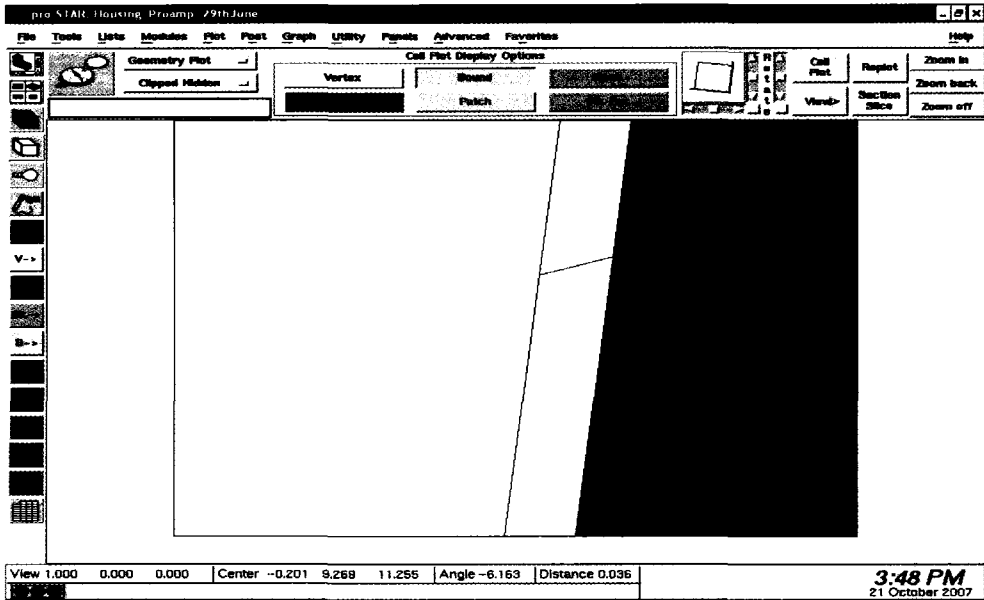 pro STAR Housing Proamp 29thJune
File Tools Lists Modules Plot Post Graph Utility Panels Advanced Favorites Help
Geometry Plot
Clipped Hidden
Cell Plot Display Options
Vertex
Bound
Patch
Rotate
Cell Plot
View->
Replot
Section Slice
Zoom in
Zoom back
Zoom off
V->
B->
View 1.000 0.000 0.000 Center -0.201 9.268 11.255 Angle -6.163 Distance 0.036
3:48 PM
21 October 2007